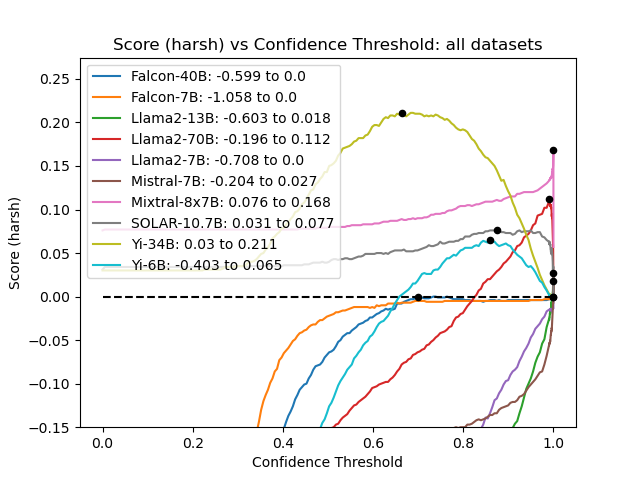 Score (harsh) vs Confidence Threshold: all datasets
Score (harsh)
0.25
0.20
0.15
0.10
0.05
0.00
−0.05
−0.10
−0.15
Falcon-40B: -0.599 to 0.0
Falcon-7B: -1.058 to 0.0
Llama2-13B: -0.603 to 0.018
Llama2-70B: -0.196 to 0.112
Llama2-7B: -0.708 to 0.0
Mistral-7B: -0.204 to 0.027
Mixtral-8x7B: 0.076 to 0.168
SOLAR-10.7B: 0.031 to 0.077
Yi-34B: 0.03 to 0.211
Yi-6B: -0.403 to 0.065
0.0 0.2 0.4 0.6 0.8 1.0
Confidence Threshold